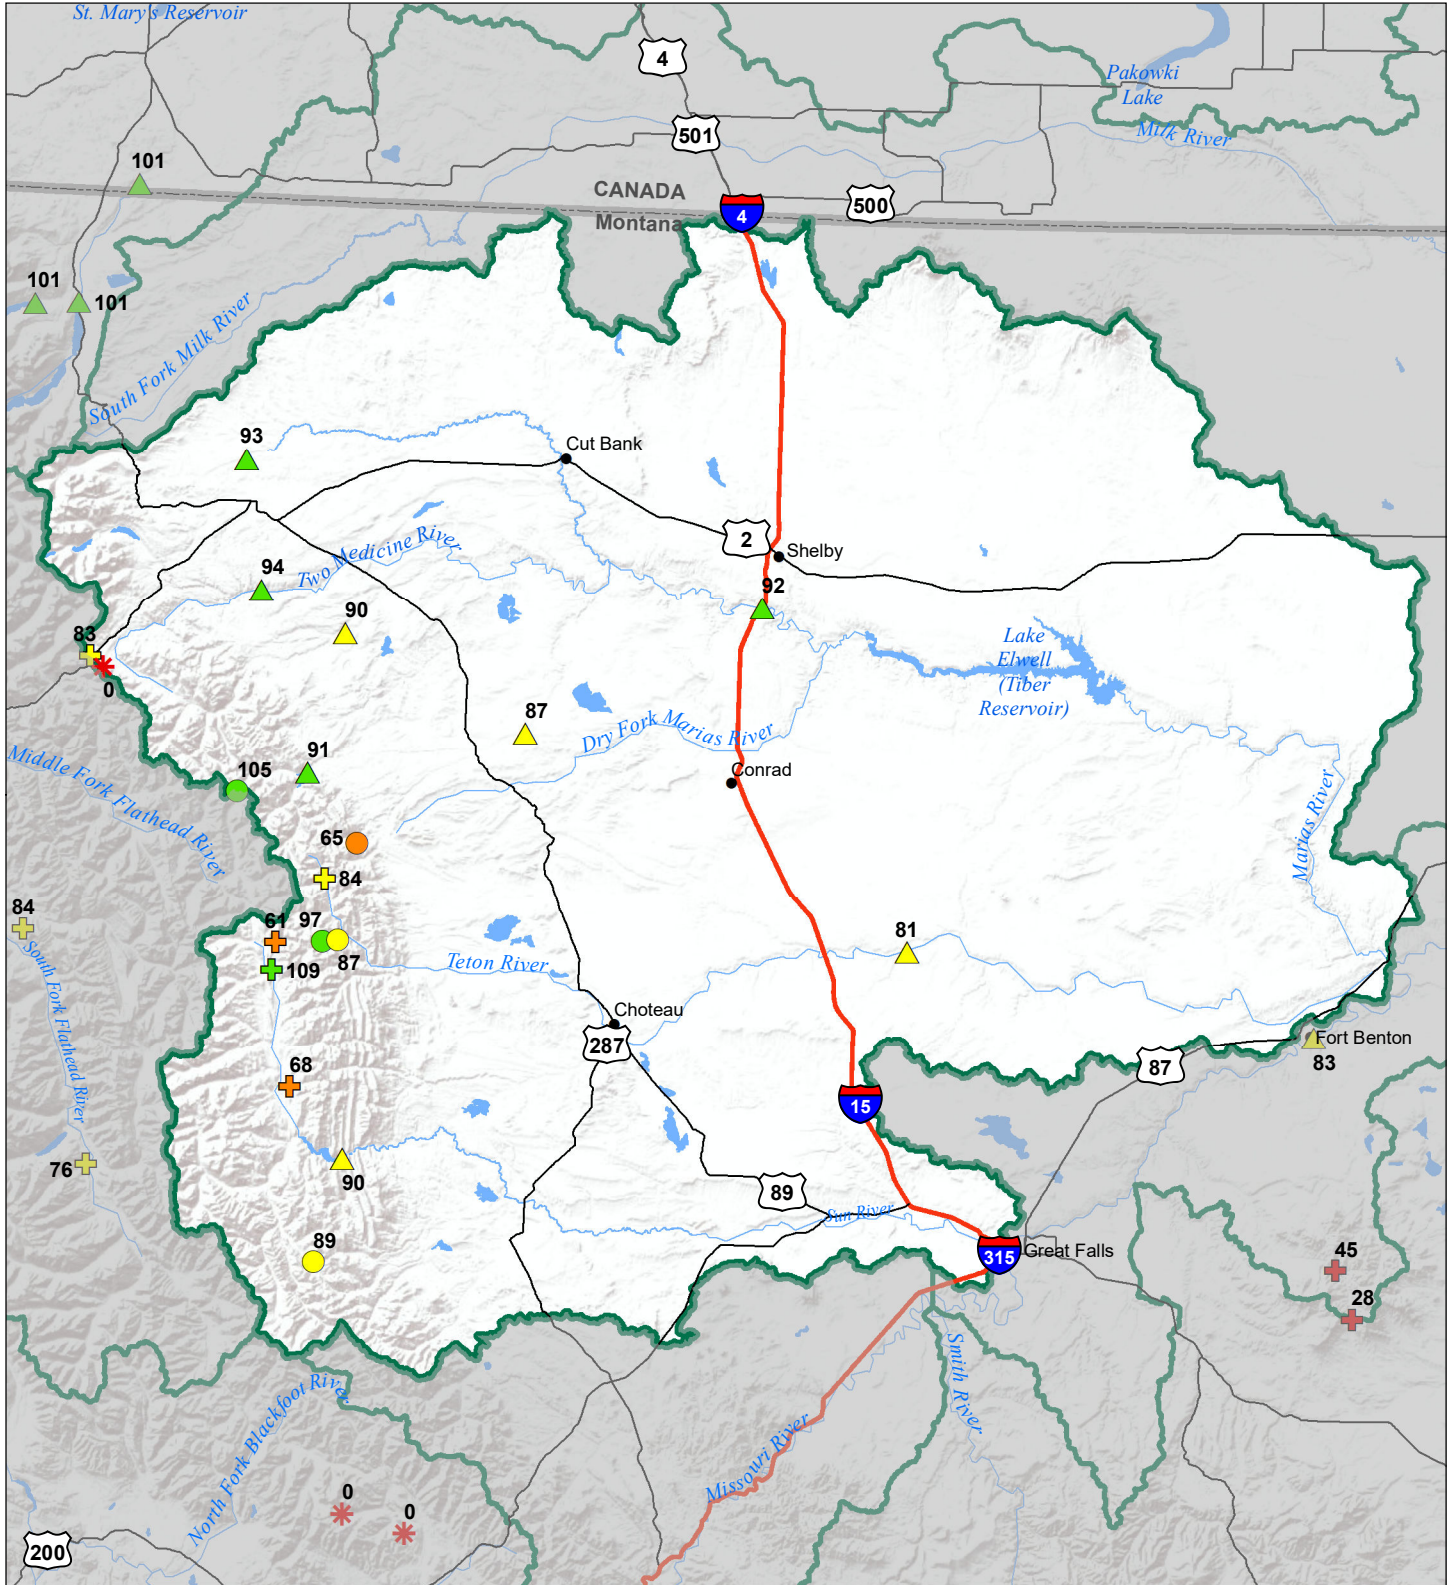 St. Mary's Reservoir
4
Pakowki
Lake
501
Milk River
101
CANADA
Montana
4
500
101
101
South Fork Milk River
93
Cut Bank
2
Shelby
Two Medicine River
94
92
90
83
0
Lake
Elwell
(Tiber
Reservoir)
87
Dry Fork Marias River
91
105
Conrad
Middle Fork Flathead River
Marias River
65
84
84
61
97
87
109
81
Teton River
South Fork Flathead River
Choteau
287
Fort Benton
83
87
68
15
76
90
89
Sun River
89
315
Great Falls
45
28
Smith River
North Fork Blackfoot River
Missouri River
0
0
200